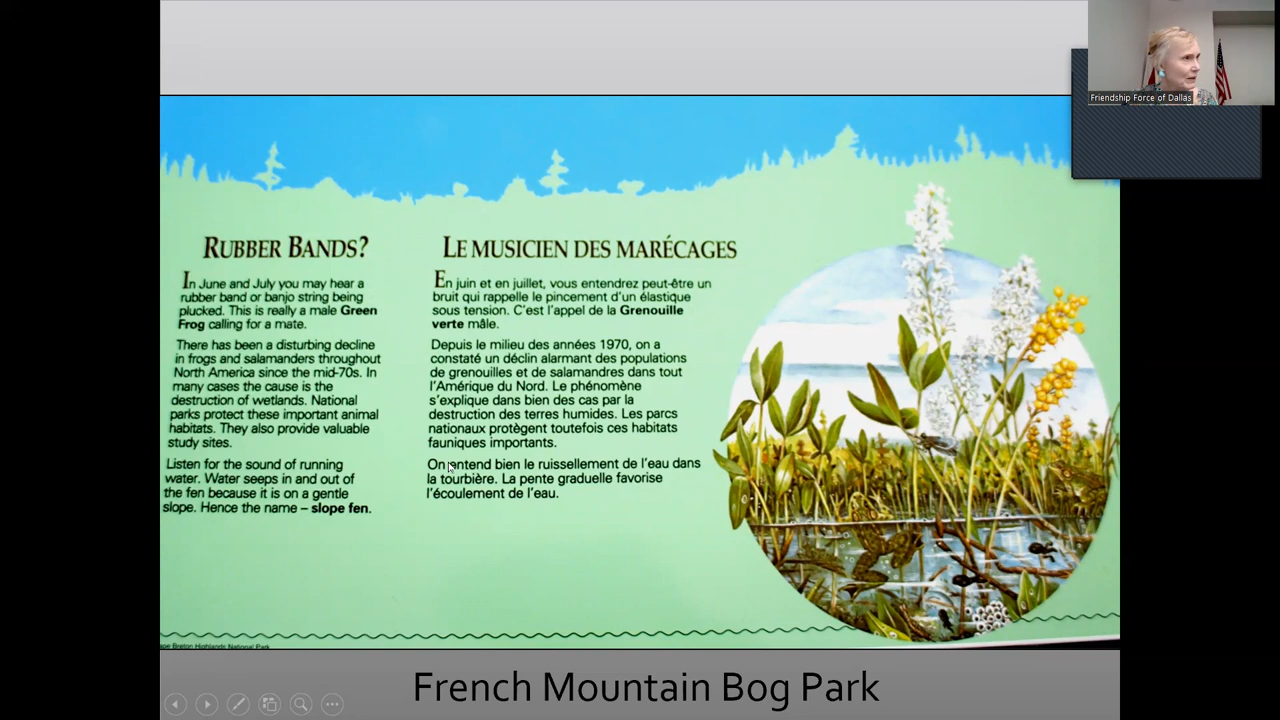 Friendship Force of Dallas
RUBBER BANDS?
In June and July you may hear a
rubber band or banjo string being
plucked. This is really a male Green
Frog calling for a mate.
There has been a disturbing decline
in frogs and salamanders throughout
North America since the mid-70s. In
many cases the cause is the
destruction of wetlands. National
parks protect these important animal
habitats. They also provide valuable
study sites.
Listen for the sound of running
water. Water seeps in and out of
the fen because it is on a gentle
slope. Hence the name – slope fen.
LE MUSICIEN DES MARÉCAGES
En juin et en juillet, vous entendrez peut-être un
bruit qui rappelle le pincement d'un élastique
sous tension. C'est l'appel de la Grenouille
verte mâle.
Depuis le milieu des années 1970, on a
constaté un déclin alarmant des populations
de grenouilles et de salamandres dans tout
l'Amérique du Nord. Le phénomène
s'explique dans bien des cas par la
destruction des terres humides. Les parcs
nationaux protègent toutefois ces habitats
fauniques importants.
On entend bien le ruissellement de l'eau dans
la tourbière. La pente graduelle favorise
l'écoulement de l'eau.
Breton Highlands National Park
French Mountain Bog Park